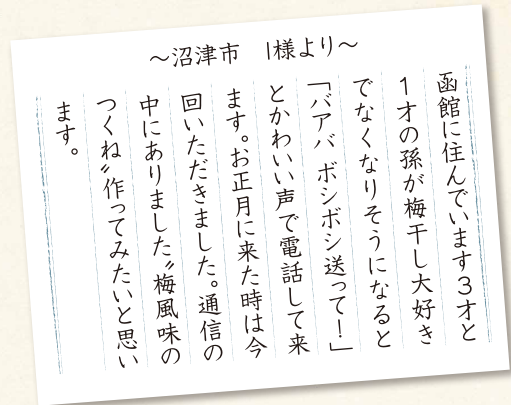 ～沼津市　I様より～
函館に住んでいます3才と
1才の孫が梅干し大好き
でなくなりそうになると
「バアバ ボシボシ送って！」
とかわいい声で電話して来
ます。お正月に来た時は今
回いただきました。通信の
中にありました〝梅風味の
つくね〟作ってみたいと思い
ます。